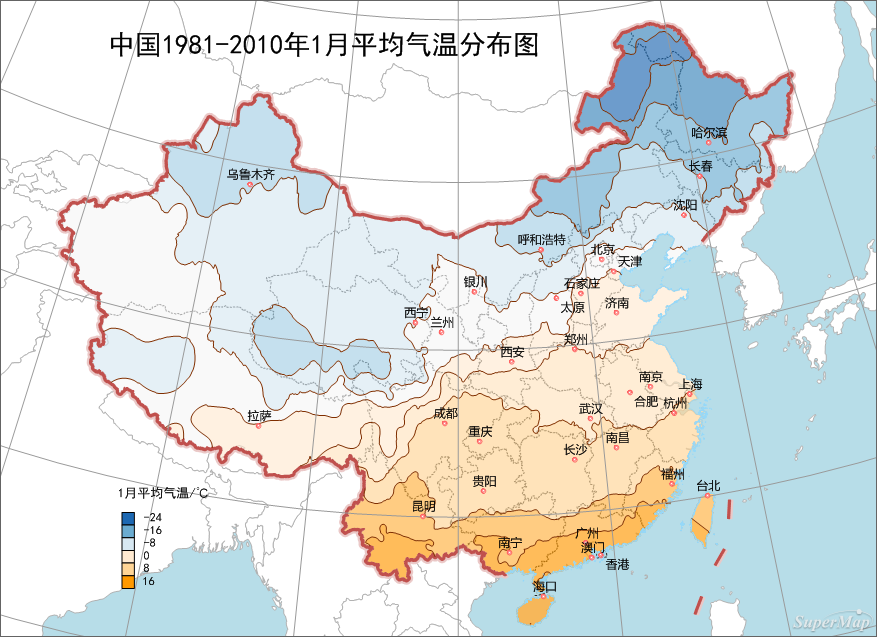 中国1981-2010年1月平均气温分布图
哈尔滨
长春
乌鲁木齐
沈阳
呼和浩特
北京
天津
银川
石家庄
济南
太原
西宁
兰州
郑州
西安
南京
上海
合肥
杭州
武汉
拉萨
成都
重庆
南昌
长沙
福州
贵阳
台北
昆明
广州
南宁
澳门
香港
海口
1月平均气温/℃
-24
-16
-8
0
8
16
SuperMap